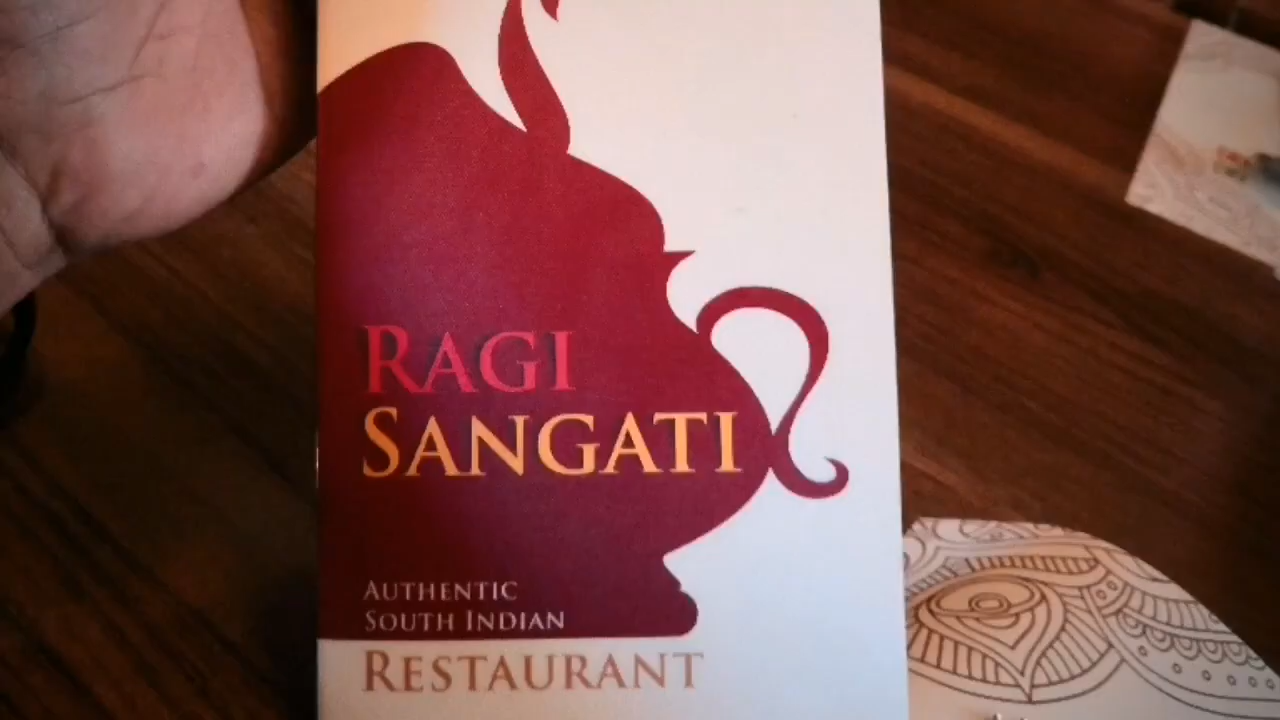 RAGI
SANGATI
AUTHENTIC
SOUTH INDIAN
RESTAURANT